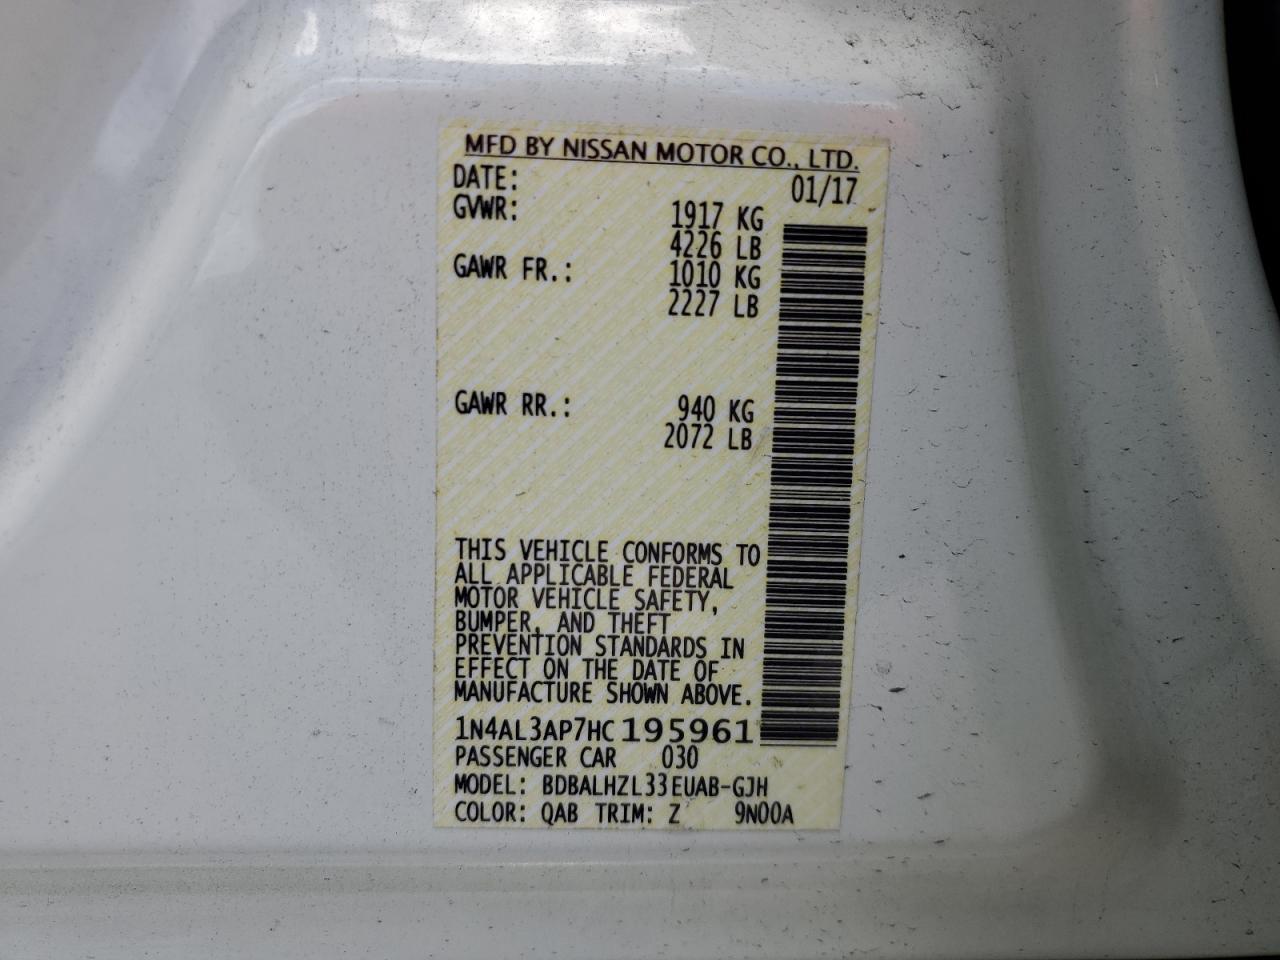 MFD BY NISSAN MOTOR CO., LTD.
DATE: 01/17
GVWR: 1917 KG
4226 LB
GAWR FR.: 1010 KG
2227 LB
GAWR RR.: 940 KG
2072 LB
THIS VEHICLE CONFORMS TO
ALL APPLICABLE FEDERAL
MOTOR VEHICLE SAFETY,
BUMPER, AND THEFT
PREVENTION STANDARDS IN
EFFECT ON THE DATE OF
MANUFACTURE SHOWN ABOVE.
1N4AL3AP7HC195961
PASSENGER CAR 030
MODEL: BDBALHZL33EUAB-GJH
COLOR: QAB TRIM: Z 9N00A